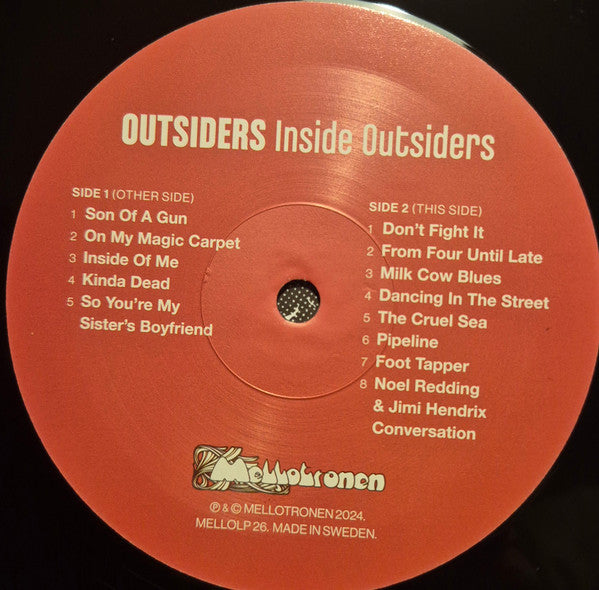 OUTSIDERS Inside Outsiders
SIDE 1 (OTHER SIDE)
1 Son Of A Gun
2 On My Magic Carpet
3 Inside Of Me
4 Kinda Dead
5 So You're My
Sister's Boyfriend
SIDE 2 (THIS SIDE)
1 Don't Fight It
2 From Four Until Late
3 Milk Cow Blues
4 Dancing In The Street
5 The Cruel Sea
6 Pipeline
7 Foot Tapper
8 Noel Redding
& Jimi Hendrix
Conversation
Mellotronen
℗ & © MELLOTRONEN 2024.
MELLOLP 26. MADE IN SWEDEN.